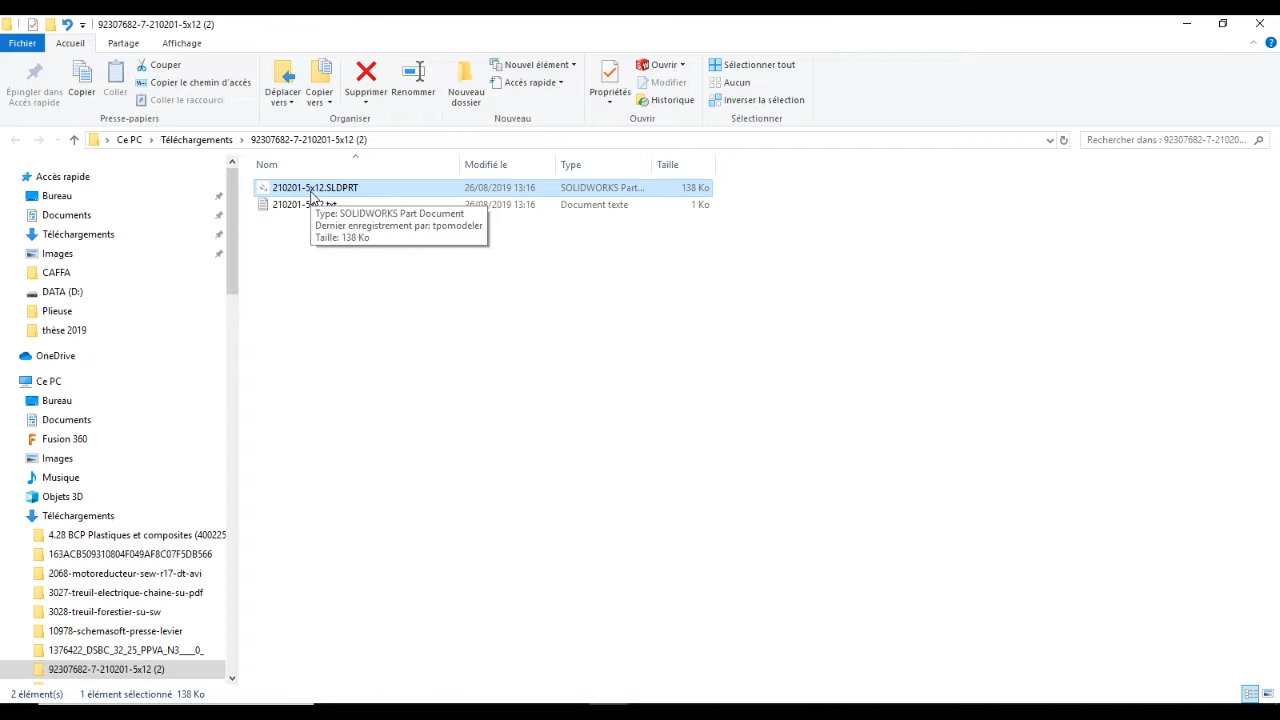 92307682-7-210201-5x12 (2)
Fichier Accueil Partage Affichage
Épingler dans Accès rapide
Copier
Coller
Couper
Copier le chemin d'accès
Coller le raccourci
Presse-papiers
Déplacer vers
Copier vers
Supprimer
Renommer
Organiser
Nouveau dossier
Nouvel élément
Accès rapide
Nouveau
Propriétés
Ouvrir
Modifier
Historique
Ouvrir
Sélectionner tout
Aucun
Inverser la sélection
Sélectionner
Ce PC > Téléchargements > 92307682-7-210201-5x12 (2)
Rechercher dans : 92307682-7-21020...
Nom Modifié le Type Taille
210201-5x12.SLDPRT 26/08/2019 13:16 SOLIDWORKS Part... 138 Ko
210201-5x12.txt 26/08/2019 13:16 Document texte 1 Ko
Type: SOLIDWORKS Part Document
Dernier enregistrement par: tpomodeler
Taille: 138 Ko
Accès rapide
Bureau
Documents
Téléchargements
Images
CAFFA
DATA (D:)
Plieuse
thèse 2019
OneDrive
Ce PC
Bureau
Documents
Fusion 360
Images
Musique
Objets 3D
Téléchargements
4.28 BCP Plastiques et composites (400225
163ACB509310804F049AF8C07F5DB566
2068-motoreducteur-sew-r17-dt-avi
3027-treuil-electrique-chaine-su-pdf
3028-treuil-forestier-su-sw
10978-schemasoft-presse-levier
1376422_DSBC_32_25_PPVA_N3____0_
92307682-7-210201-5x12 (2)
2 élément(s) 1 élément sélectionné 138 Ko